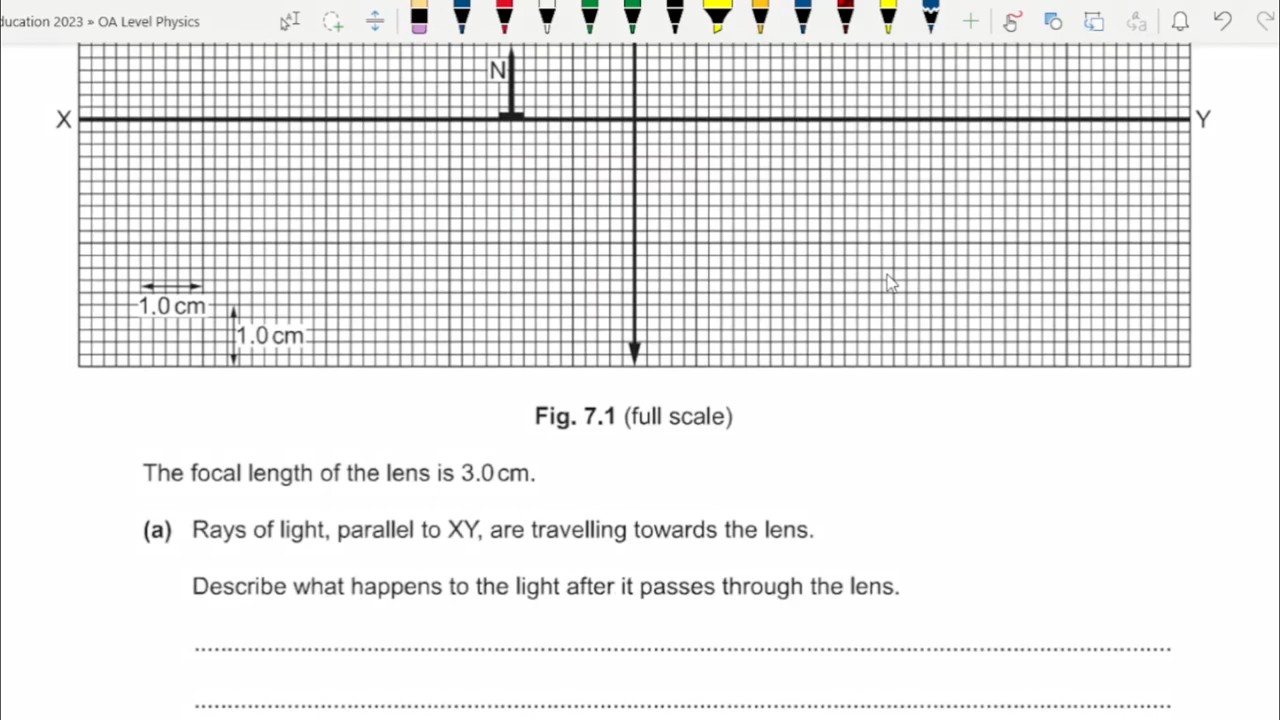 ducation 2023 » OA Level Physics
N
X
Y
1.0 cm
1.0 cm
Fig. 7.1 (full scale)
The focal length of the lens is 3.0 cm.
(a) Rays of light, parallel to XY, are travelling towards the lens.
Describe what happens to the light after it passes through the lens.